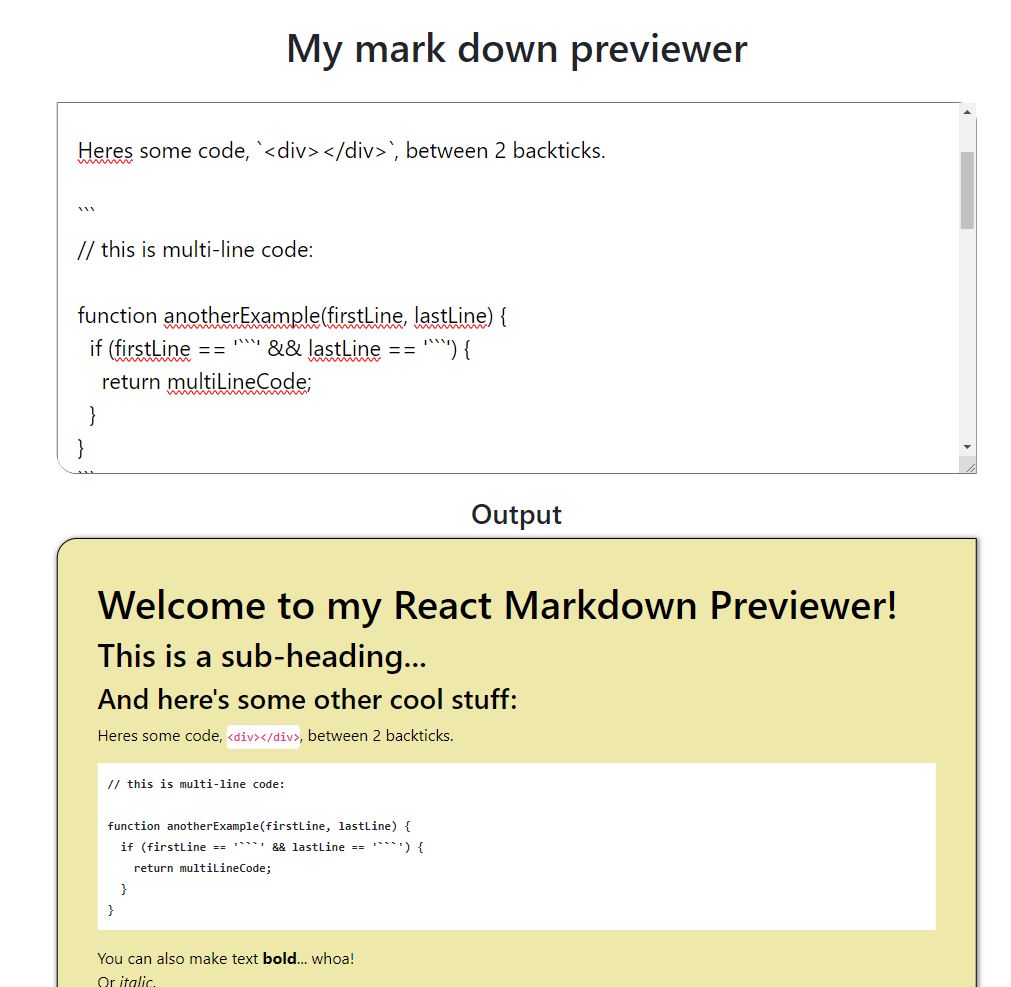 My mark down previewer
Heres some code, `<div></div>`, between 2 backticks.
```
// this is multi-line code:
function anotherExample(firstLine, lastLine) {
  if (firstLine == '```' && lastLine == '```') {
    return multiLineCode;
  }
}
```
Output
Welcome to my React Markdown Previewer!
This is a sub-heading...
And here's some other cool stuff:
Heres some code, <div></div>, between 2 backticks.
// this is multi-line code:
function anotherExample(firstLine, lastLine) {
  if (firstLine == '```' && lastLine == '```') {
    return multiLineCode;
  }
}
You can also make text bold... whoa!
Or italic.